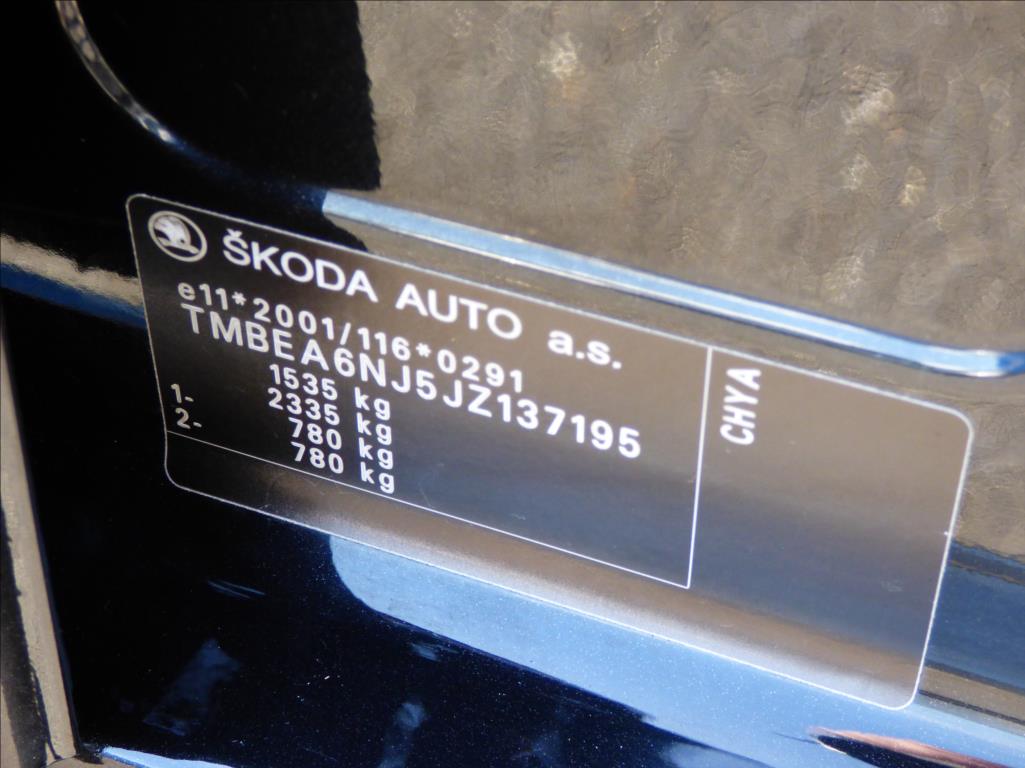 ŠKODA AUTO a.s.
e11*2001/116*0291
TMBEA6NJ5JZ137195
1535 kg
2335 kg
1- 780 kg
2- 780 kg
CHYA